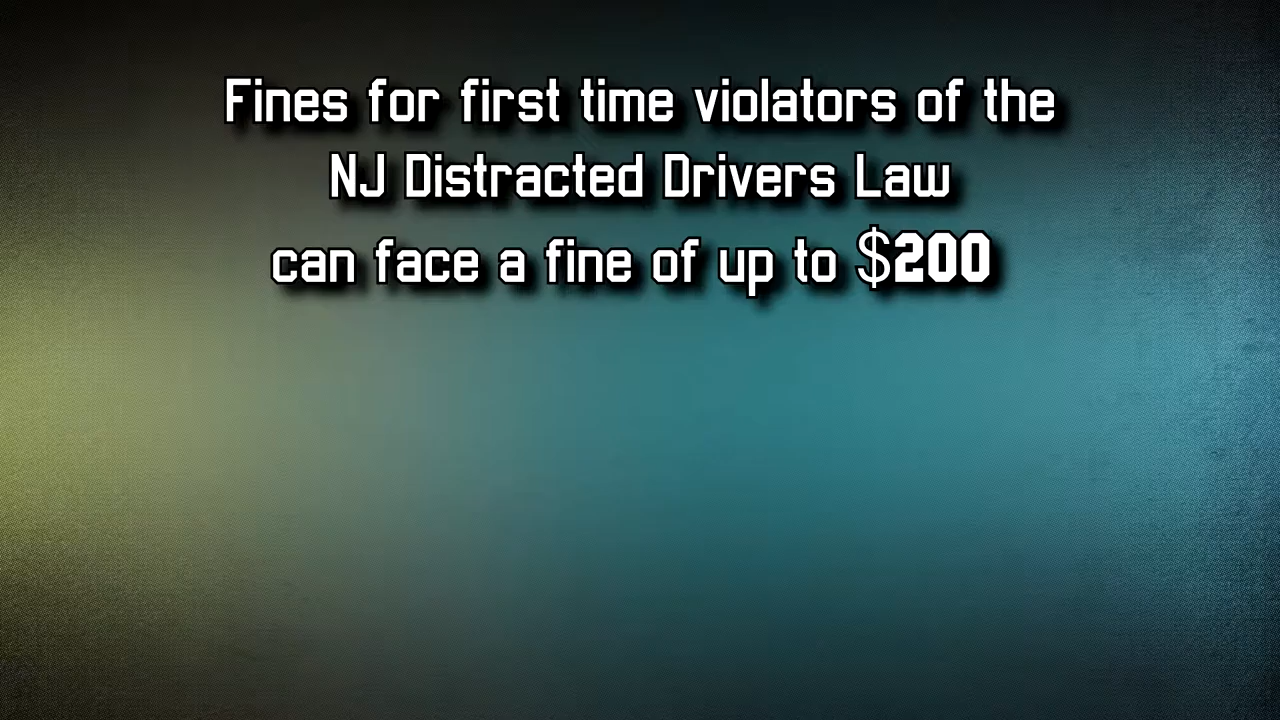 Fines for first time violators of the
NJ Distracted Drivers Law
can face a fine of up to $200